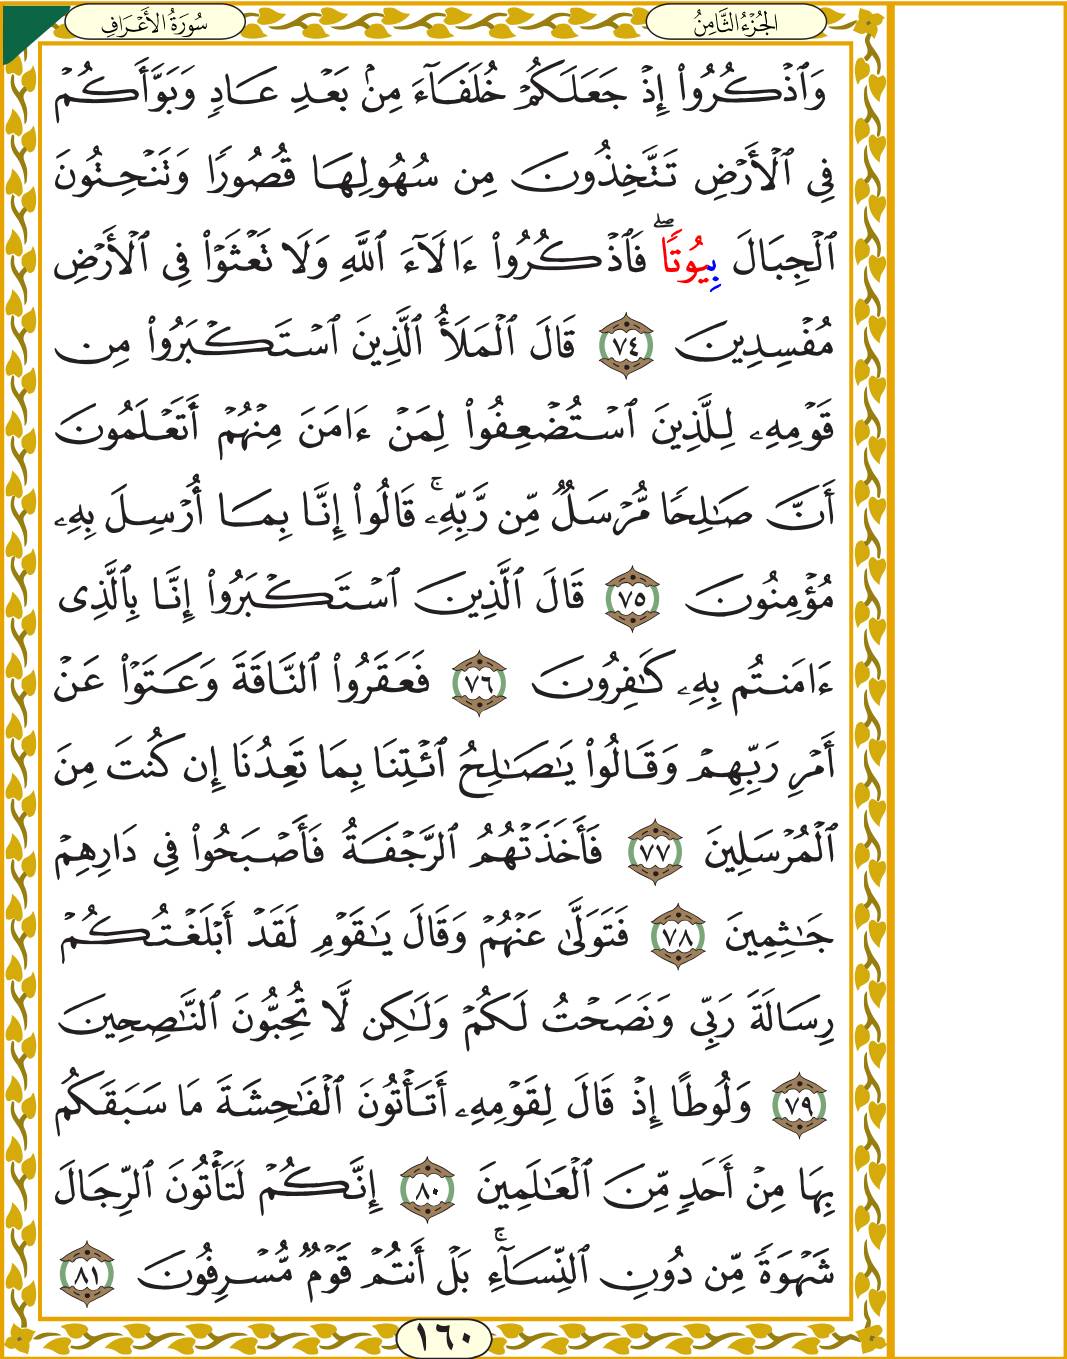 الجُزْءُ الثَّامِنُ
سُورَةُ الأَعْرَافِ
وَٱذْكُرُوا۟ إِذْ جَعَلَكُمْ خُلَفَآءَ مِنۢ بَعْدِ عَادٍ وَبَوَّأَكُمْ
فِى ٱلْأَرْضِ تَتَّخِذُونَ مِن سُهُولِهَا قُصُورًا وَتَنْحِتُونَ
ٱلْجِبَالَ بِيُوتًا ۖ فَٱذْكُرُوا۟ ءَالَآءَ ٱللَّهِ وَلَا تَعْثَوْا۟ فِى ٱلْأَرْضِ
مُفْسِدِينَ ٧٤ قَالَ ٱلْمَلَأُ ٱلَّذِينَ ٱسْتَكْبَرُوا۟ مِن
قَوْمِهِۦ لِلَّذِينَ ٱسْتُضْعِفُوا۟ لِمَنْ ءَامَنَ مِنْهُمْ أَتَعْلَمُونَ
أَنَّ صَٰلِحًا مُّرْسَلٌ مِّن رَّبِّهِۦ ۚ قَالُوا۟ إِنَّا بِمَا أُرْسِلَ بِهِۦ
مُؤْمِنُونَ ٧٥ قَالَ ٱلَّذِينَ ٱسْتَكْبَرُوا۟ إِنَّا بِٱلَّذِى
ءَامَنتُم بِهِۦ كَٰفِرُونَ ٧٦ فَعَقَرُوا۟ ٱلنَّاقَةَ وَعَتَوْا۟ عَنْ
أَمْرِ رَبِّهِمْ وَقَالُوا۟ يَٰصَٰلِحُ ٱئْتِنَا بِمَا تَعِدُنَا إِن كُنتَ مِنَ
ٱلْمُرْسَلِينَ ٧٧ فَأَخَذَتْهُمُ ٱلرَّجْفَةُ فَأَصْبَحُوا۟ فِى دَارِهِمْ
جَٰثِمِينَ ٧٨ فَتَوَلَّىٰ عَنْهُمْ وَقَالَ يَٰقَوْمِ لَقَدْ أَبْلَغْتُكُمْ
رِسَالَةَ رَبِّى وَنَصَحْتُ لَكُمْ وَلَٰكِن لَّا تُحِبُّونَ ٱلنَّٰصِحِينَ
٧٩ وَلُوطًا إِذْ قَالَ لِقَوْمِهِۦ أَتَأْتُونَ ٱلْفَٰحِشَةَ مَا سَبَقَكُم
بِهَا مِنْ أَحَدٍ مِّنَ ٱلْعَٰلَمِينَ ٨٠ إِنَّكُمْ لَتَأْتُونَ ٱلرِّجَالَ
شَهْوَةً مِّن دُونِ ٱلنِّسَآءِ ۚ بَلْ أَنتُمْ قَوْمٌ مُّسْرِفُونَ ٨١
١٦٠